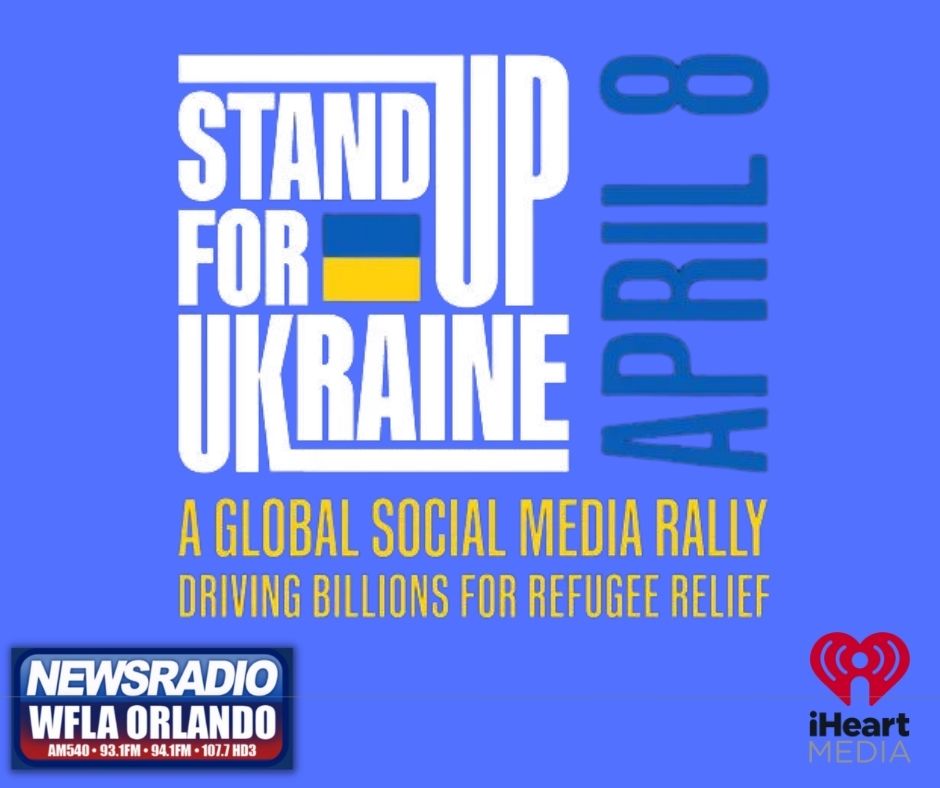 STAND UP
FOR
UKRAINE
APRIL 8
A GLOBAL SOCIAL MEDIA RALLY
DRIVING BILLIONS FOR REFUGEE RELIEF
NEWSRADIO
WFLA ORLANDO
AM540 • 93.1FM • 94.1FM • 107.7 HD3
iHeart
MEDIA